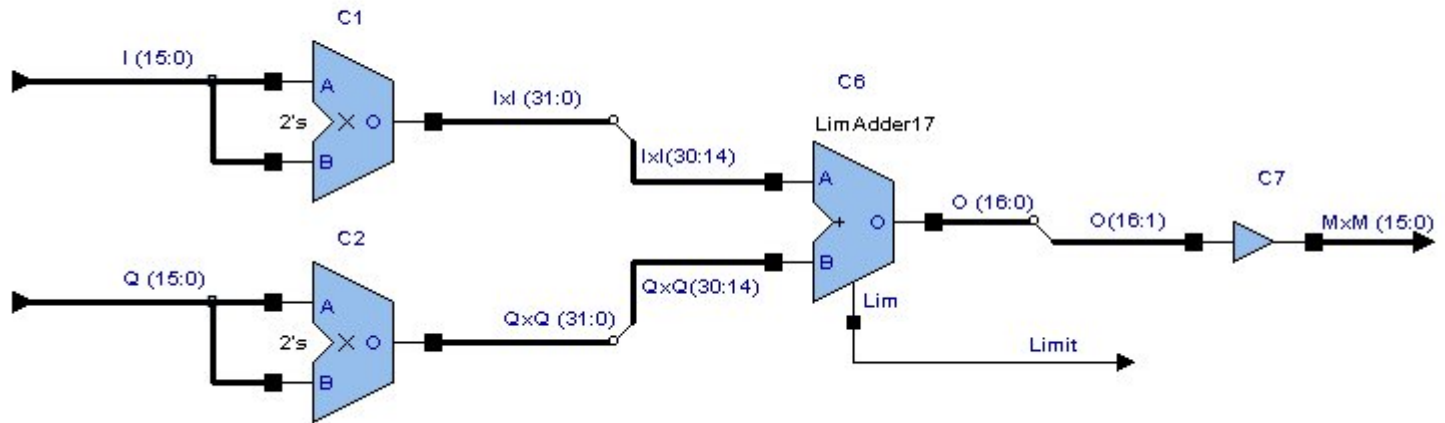 C1
I (15:0)
A
2's
× O
B
IxI (31:0)
IxI(30:14)
C6
LimAdder17
A
+ O
B
Lim
Limit
O (16:0)
O(16:1)
C7
MxM (15:0)
C2
Q (15:0)
A
2's
× O
B
QxQ (31:0)
QxQ(30:14)